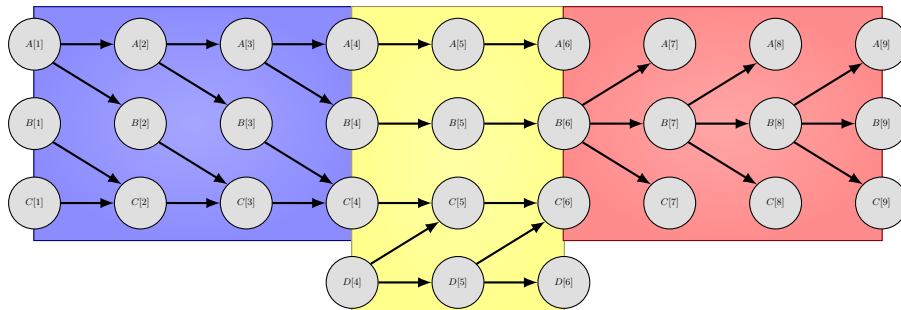 A[1] A[2] A[3] A[4] A[5] A[6] A[7] A[8] A[9]
B[1] B[2] B[3] B[4] B[5] B[6] B[7] B[8] B[9]
C[1] C[2] C[3] C[4] C[5] C[6] C[7] C[8] C[9]
D[4] D[5] D[6]